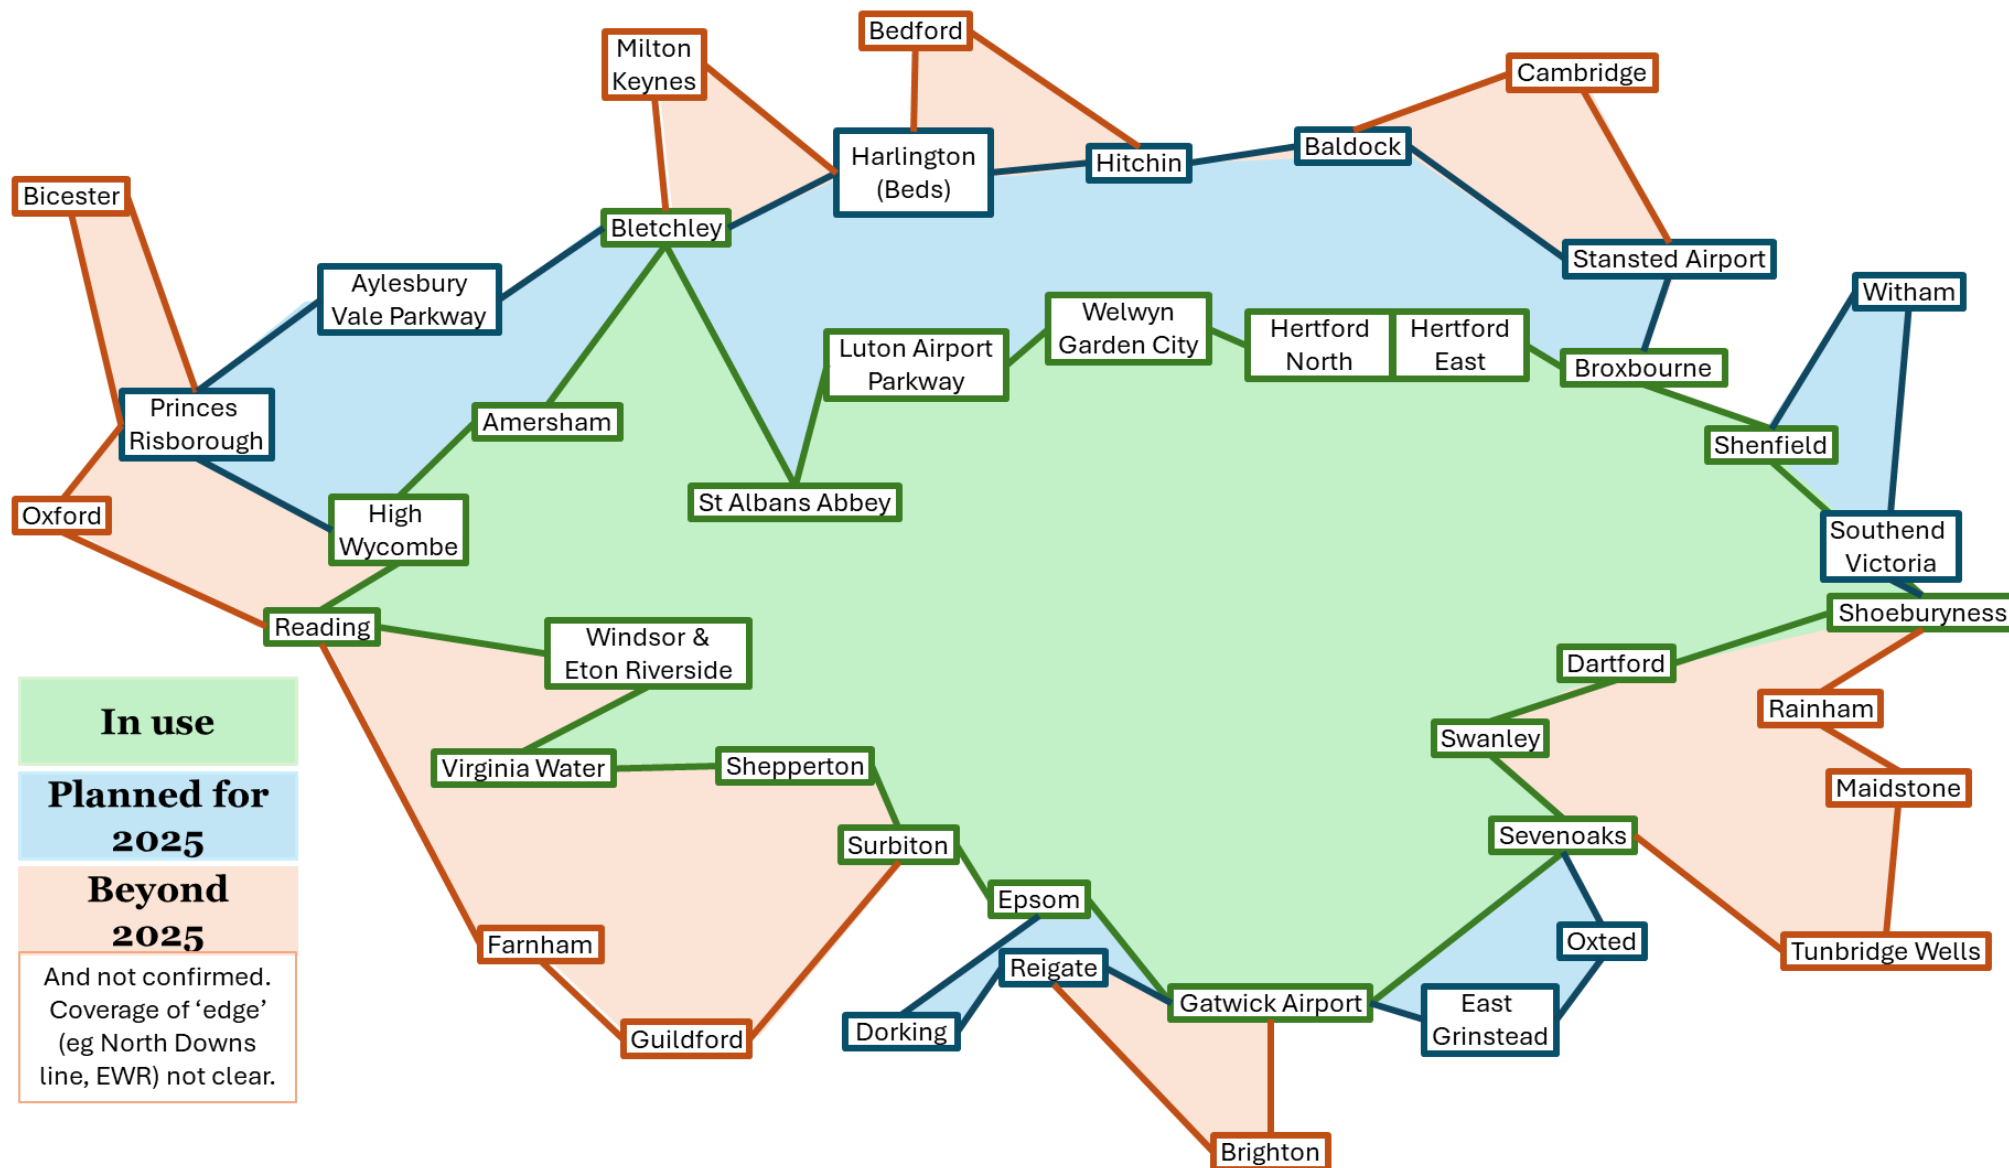 Bedford
Milton
Keynes
Cambridge
Harlington
(Beds)
Hitchin
Baldock
Bicester
Bletchley
Stansted Airport
Aylesbury
Vale Parkway
Witham
Welwyn
Garden City
Hertford
North
Hertford
East
Luton Airport
Parkway
Broxbourne
Princes
Risborough
Amersham
Shenfield
St Albans Abbey
Oxford
High
Wycombe
Southend
Victoria
Reading
Shoeburyness
Windsor &
Eton Riverside
Dartford
Rainham
Swanley
Virginia Water
Shepperton
Maidstone
Surbiton
Sevenoaks
Epsom
Farnham
Oxted
Tunbridge Wells
Reigate
Gatwick Airport
East
Grinstead
Dorking
Guildford
Brighton
In use
Planned for
2025
Beyond
2025
And not confirmed.
Coverage of ‘edge’
(eg North Downs
line, EWR) not clear.